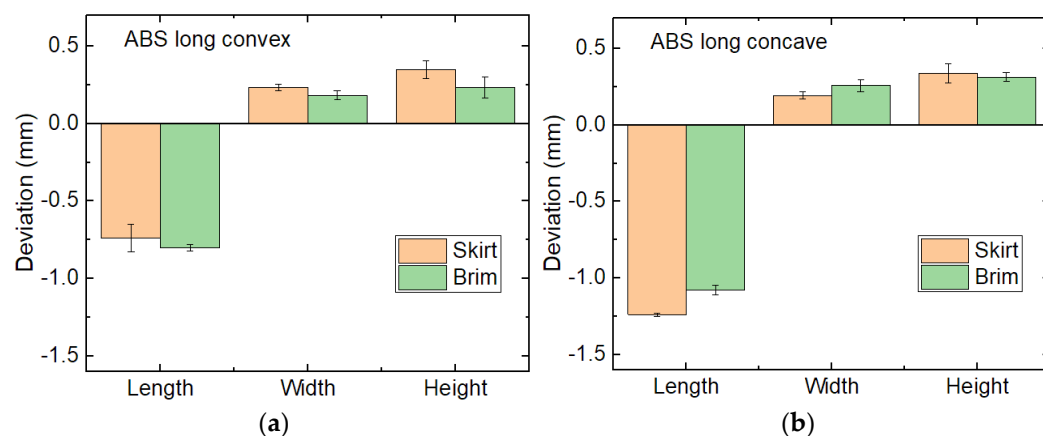 ABS long convex
0.5
0.0
-0.5
-1.0
-1.5
Deviation (mm)
Skirt
Brim
Length Width Height
(a)
ABS long concave
0.5
0.0
-0.5
-1.0
-1.5
Deviation (mm)
Skirt
Brim
Length Width Height
(b)